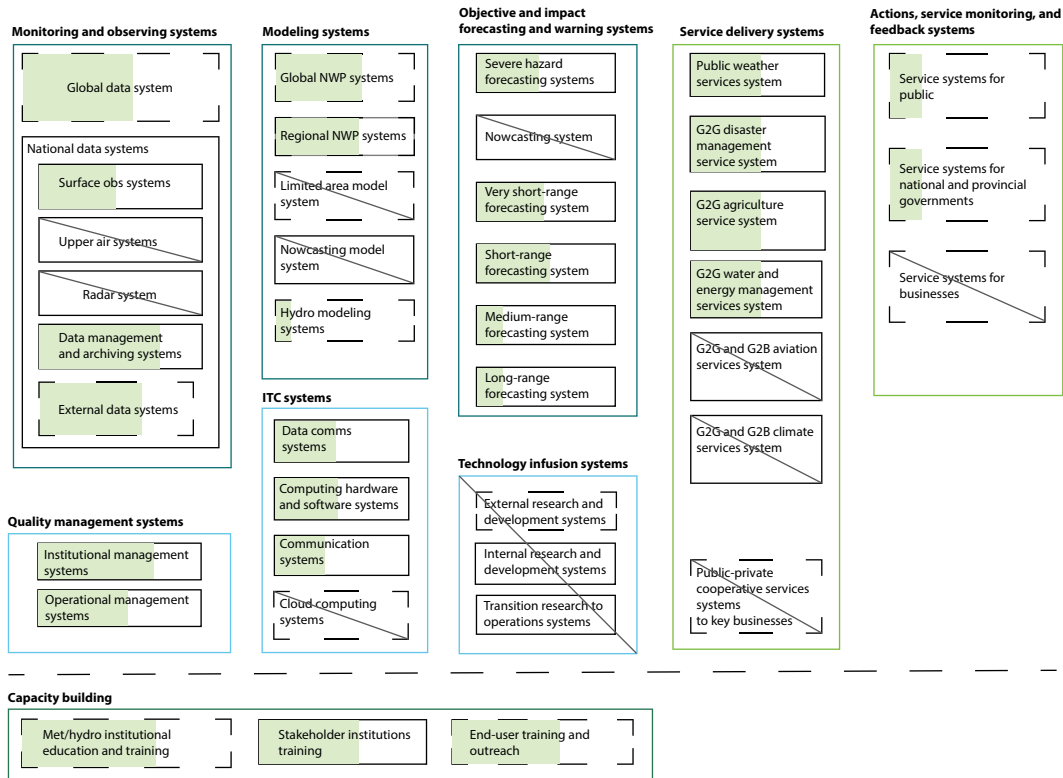 Monitoring and observing systems
Global data system
National data systems
Surface obs systems
Upper air systems
Radar system
Data management
and archiving systems
External data systems
Quality management systems
Institutional management
systems
Operational management
systems
Modeling systems
Global NWP systems
Regional NWP systems
Limited area model
system
Nowcasting model
system
Hydro modeling
systems
ITC systems
Data comms
systems
Computing hardware
and software systems
Communication
systems
Cloud computing
systems
Objective and impact
forecasting and warning systems
Severe hazard
forecasting systems
Nowcasting system
Very short-range
forecasting system
Short-range
forecasting system
Medium-range
forecasting system
Long-range
forecasting system
Technology infusion systems
External research and
development systems
Internal research and
development systems
Transition research to
operations systems
Service delivery systems
Public weather
services system
G2G disaster
management
service system
G2G agriculture
service system
G2G water and
energy management
services system
G2G and G2B aviation
services system
G2G and G2B climate
services system
Public-private
cooperative services
systems
to key businesses
Actions, service monitoring, and
feedback systems
Service systems for
public
Service systems for
national and provincial
governments
Service systems for
businesses
Capacity building
Met/hydro institutional
education and training
Stakeholder institutions
training
End-user training and
outreach